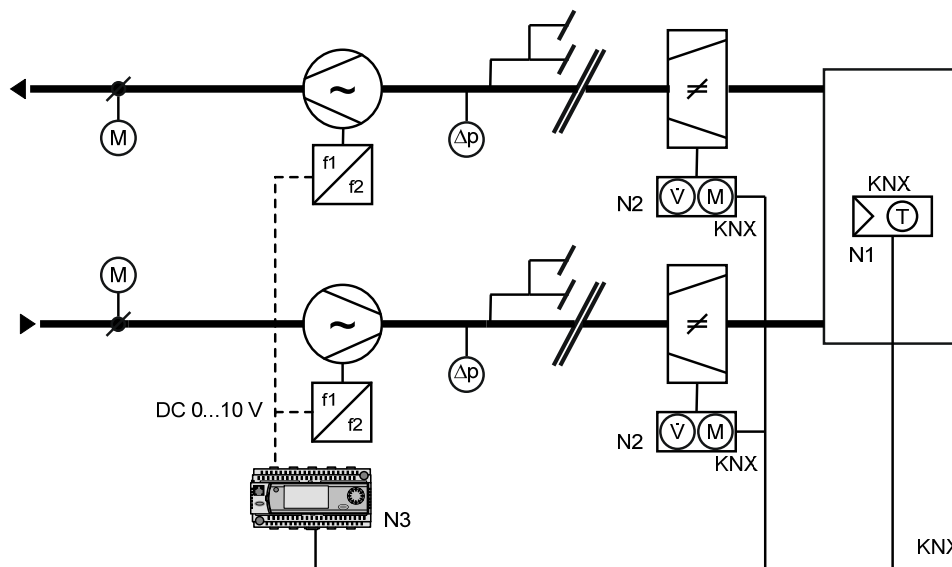 M
~
Δp
≠
f1
f2
V̇ M
N2
KNX
KNX
T
N1
M
~
Δp
≠
f1
f2
DC 0...10 V
V̇ M
N2
KNX
N3
KNX